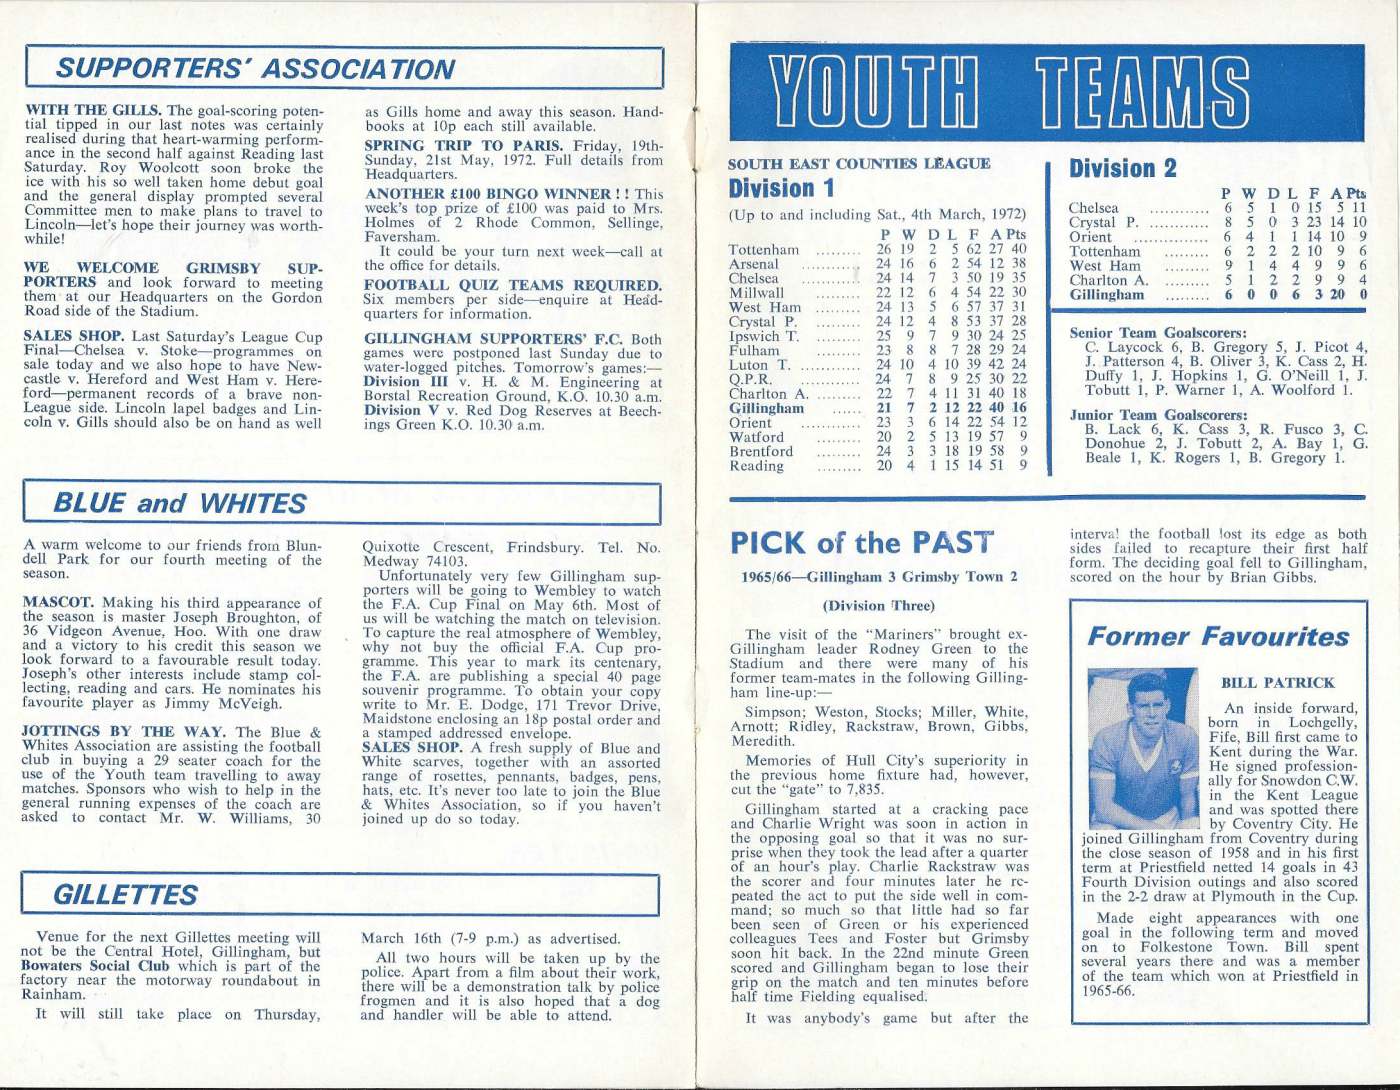 SUPPORTERS' ASSOCIATION
WITH THE GILLS. The goal-scoring poten-
tial tipped in our last notes was certainly
realised during that heart-warming perform-
ance in the second half against Reading last
Saturday. Roy Woolcott soon broke the
ice with his so well taken home debut goal
and the general display prompted several
Committee men to make plans to travel to
Lincoln—let's hope their journey was worth-
while!
WE WELCOME GRIMSBY SUP-
PORTERS and look forward to meeting
them at our Headquarters on the Gordon
Road side of the Stadium.
SALES SHOP. Last Saturday's League Cup
Final—Chelsea v. Stoke—programmes on
sale today and we also hope to have New-
castle v. Hereford and West Ham v. Here-
ford—permanent records of a brave non-
League side. Lincoln lapel badges and Lin-
coln v. Gills should also be on hand as well
as Gills home and away this season. Hand-
books at 10p each still available.
SPRING TRIP TO PARIS. Friday, 19th-
Sunday, 21st May, 1972. Full details from
Headquarters.
ANOTHER £100 BINGO WINNER ! ! This
week's top prize of £100 was paid to Mrs.
Holmes of 2 Rhode Common, Sellinge,
Faversham.
It could be your turn next week—call at
the office for details.
FOOTBALL QUIZ TEAMS REQUIRED.
Six members per side—enquire at Head-
quarters for information.
GILLINGHAM SUPPORTERS' F.C. Both
games were postponed last Sunday due to
water-logged pitches. Tomorrow's games:—
Division III v. H. & M. Engineering at
Borstal Recreation Ground, K.O. 10.30 a.m.
Division V v. Red Dog Reserves at Beech-
ings Green K.O. 10.30 a.m.
BLUE and WHITES
A warm welcome to our friends from Blun-
dell Park for our fourth meeting of the
season.
MASCOT. Making his third appearance of
the season is master Joseph Broughton, of
36 Vidgeon Avenue, Hoo. With one draw
and a victory to his credit this season we
look forward to a favourable result today.
Joseph's other interests include stamp col-
lecting, reading and cars. He nominates his
favourite player as Jimmy McVeigh.
JOTTINGS BY THE WAY. The Blue &
Whites Association are assisting the football
club in buying a 29 seater coach for the
use of the Youth team travelling to away
matches. Sponsors who wish to help in the
general running expenses of the coach are
asked to contact Mr. W. Williams, 30
Quixotte Crescent, Frindsbury. Tel. No.
Medway 74103.
Unfortunately very few Gillingham sup-
porters will be going to Wembley to watch
the F.A. Cup Final on May 6th. Most of
us will be watching the match on television.
To capture the real atmosphere of Wembley,
why not buy the official F.A. Cup pro-
gramme. This year to mark its centenary,
the F.A. are publishing a special 40 page
souvenir programme. To obtain your copy
write to Mr. E. Dodge, 171 Trevor Drive,
Maidstone enclosing an 18p postal order and
a stamped addressed envelope.
SALES SHOP. A fresh supply of Blue and
White scarves, together with an assorted
range of rosettes, pennants, badges, pens,
hats, etc. It's never too late to join the Blue
& Whites Association, so if you haven't
joined up do so today.
GILLETTES
Venue for the next Gillettes meeting will
not be the Central Hotel, Gillingham, but
Bowaters Social Club which is part of the
factory near the motorway roundabout in
Rainham.
It will still take place on Thursday,
March 16th (7-9 p.m.) as advertised.
All two hours will be taken up by the
police. Apart from a film about their work,
there will be a demonstration talk by police
frogmen and it is also hoped that a dog
and handler will be able to attend.
YOUTH TEAMS
SOUTH EAST COUNTIES LEAGUE
Division 1
(Up to and including Sat., 4th March, 1972)
P W D L F A Pts
Tottenham ......... 26 19 2 5 62 27 40
Arsenal ......... 24 16 6 2 54 12 38
Chelsea ......... 24 14 7 3 50 19 35
Millwall ......... 22 12 6 4 54 22 30
West Ham ......... 24 13 5 6 57 37 31
Crystal P. ......... 24 12 4 8 53 37 28
Ipswich T. ......... 25 9 7 9 30 24 25
Fulham ......... 23 8 8 7 28 29 24
Luton T. ............ 24 10 4 10 39 42 24
Q.P.R. ......... 24 7 8 9 25 30 22
Charlton A. ......... 22 7 4 11 31 40 18
Gillingham ...... 21 7 2 12 22 40 16
Orient ............ 23 3 6 14 22 54 12
Watford ......... 20 2 5 13 19 57 9
Brentford ......... 24 3 3 18 19 58 9
Reading ......... 20 4 1 15 14 51 9
Division 2
P W D L F A Pts
Chelsea ............ 6 5 1 0 15 5 11
Crystal P. ............ 8 5 0 3 23 14 10
Orient ............... 6 4 1 1 14 10 9
Tottenham ......... 6 2 2 2 10 9 6
West Ham ......... 9 1 4 4 9 9 6
Charlton A. ......... 5 1 2 2 9 9 4
Gillingham ......... 6 0 0 6 3 20 0
Senior Team Goalscorers:
C. Laycock 6, B. Gregory 5, J. Picot 4,
J. Patterson 4, B. Oliver 3, K. Cass 2, H.
Duffy 1, J. Hopkins 1, G. O'Neill 1, J.
Tobutt 1, P. Warner 1, A. Woolford 1.
Junior Team Goalscorers:
B. Lack 6, K. Cass 3, R. Fusco 3, C.
Donohue 2, J. Tobutt 2, A. Bay 1, G.
Beale 1, K. Rogers 1, B. Gregory 1.
PICK of the PAST
1965/66—Gillingham 3 Grimsby Town 2
(Division Three)
The visit of the "Mariners" brought ex-
Gillingham leader Rodney Green to the
Stadium and there were many of his
former team-mates in the following Gilling-
ham line-up:—
Simpson; Weston, Stocks; Miller, White,
Arnott; Ridley, Rackstraw, Brown, Gibbs,
Meredith.
Memories of Hull City's superiority in
the previous home fixture had, however,
cut the "gate" to 7,835.
Gillingham started at a cracking pace
and Charlie Wright was soon in action in
the opposing goal so that it was no sur-
prise when they took the lead after a quarter
of an hour's play. Charlie Rackstraw was
the scorer and four minutes later he re-
peated the act to put the side well in com-
mand; so much so that little had so far
been seen of Green or his experienced
colleagues Tees and Foster but Grimsby
soon hit back. In the 22nd minute Green
scored and Gillingham began to lose their
grip on the match and ten minutes before
half time Fielding equalised.
It was anybody's game but after the
interval the football lost its edge as both
sides failed to recapture their first half
form. The deciding goal fell to Gillingham,
scored on the hour by Brian Gibbs.
Former Favourites
BILL PATRICK
An inside forward,
born in Lochgelly,
Fife, Bill first came to
Kent during the War.
He signed profession-
ally for Snowdon C.W.
in the Kent League
and was spotted there
by Coventry City. He
joined Gillingham from Coventry during
the close season of 1958 and in his first
term at Priestfield netted 14 goals in 43
Fourth Division outings and also scored
in the 2-2 draw at Plymouth in the Cup.
Made eight appearances with one
goal in the following term and moved
on to Folkestone Town. Bill spent
several years there and was a member
of the team which won at Priestfield in
1965-66.